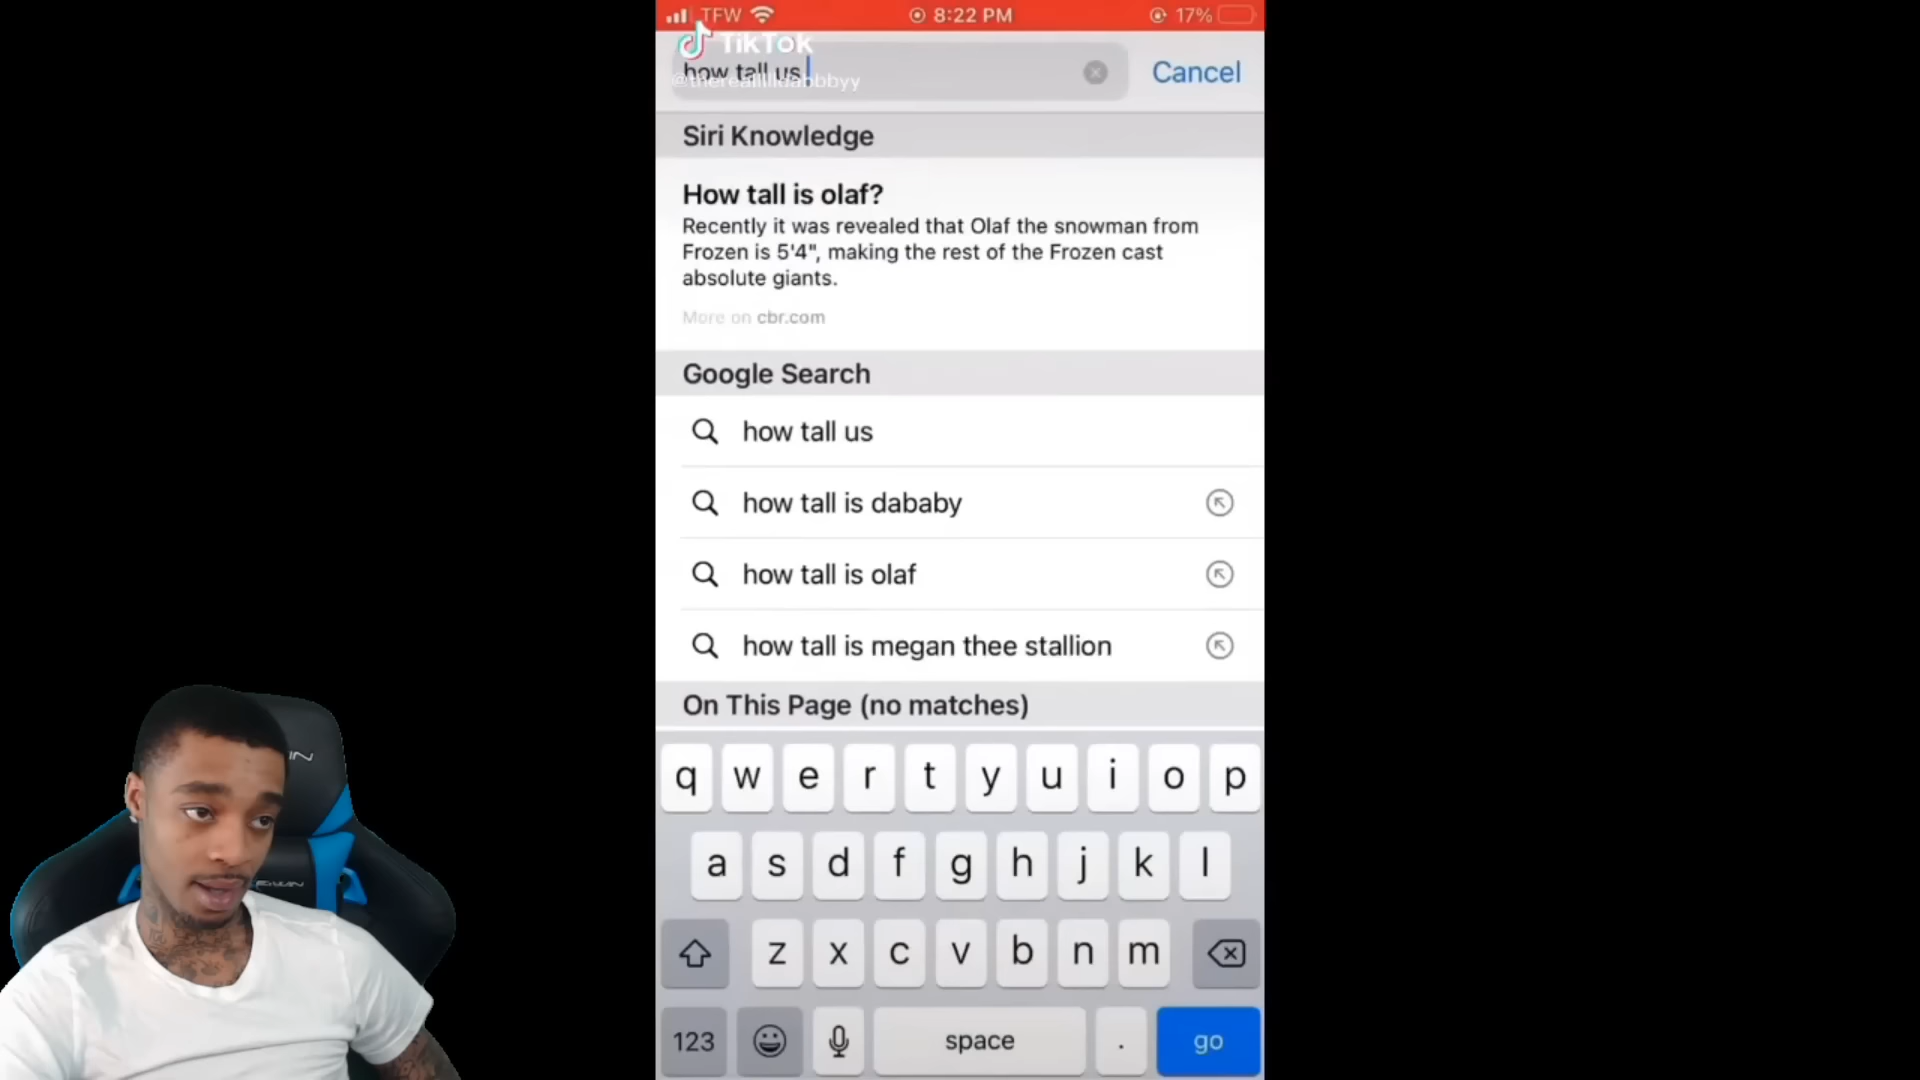 TFW 8:22 PM 17%
TikTok
how tall us
Cancel
Siri Knowledge
How tall is olaf?
Recently it was revealed that Olaf the snowman from
Frozen is 5'4", making the rest of the Frozen cast
absolute giants.
More on cbr.com
Google Search
how tall us
how tall is dababy
how tall is olaf
how tall is megan thee stallion
On This Page (no matches)
q w e r t y u i o p
a s d f g h j k l
z x c v b n m
123 space . go